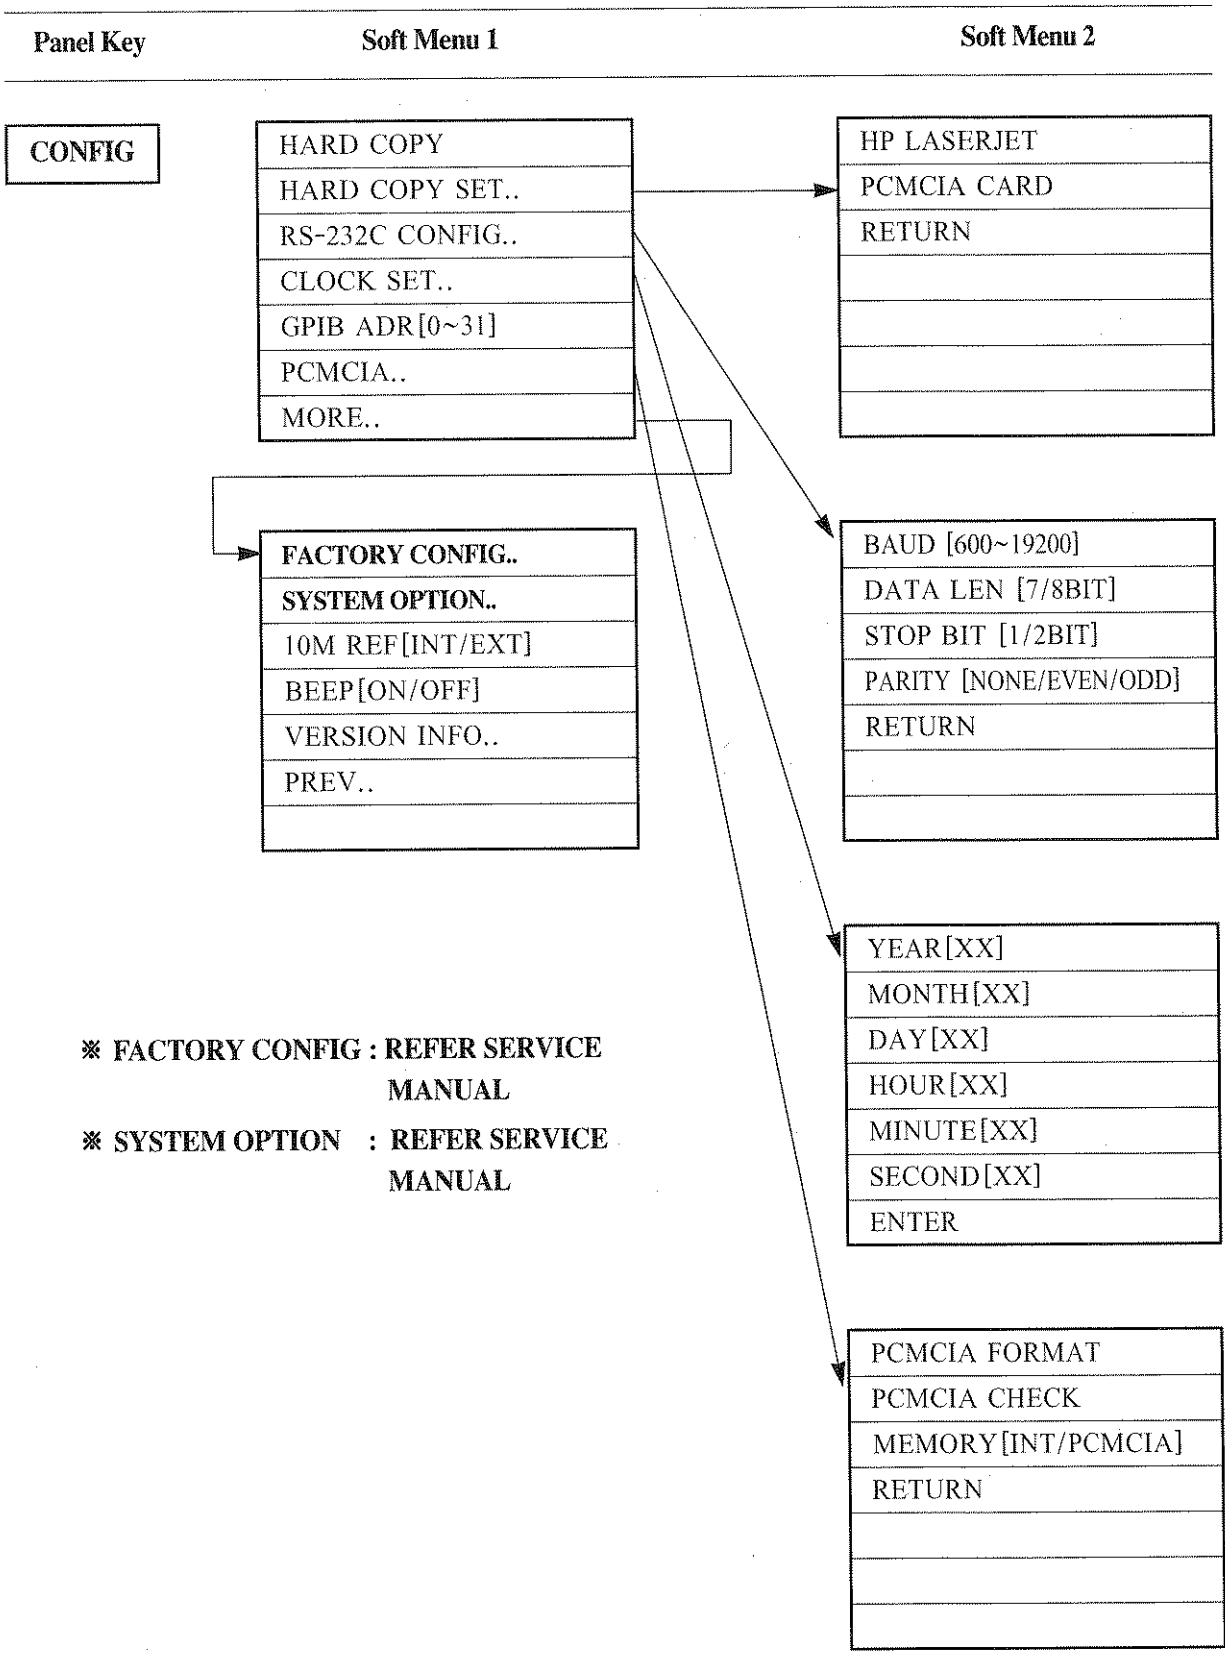 Panel Key Soft Menu 1 Soft Menu 2
CONFIG
HARD COPY
HARD COPY SET..
RS-232C CONFIG..
CLOCK SET..
GPIB ADR[0~31]
PCMCIA..
MORE..
HP LASERJET
PCMCIA CARD
RETURN
FACTORY CONFIG..
SYSTEM OPTION..
10M REF[INT/EXT]
BEEP[ON/OFF]
VERSION INFO..
PREV..
BAUD [600~19200]
DATA LEN [7/8BIT]
STOP BIT [1/2BIT]
PARITY [NONE/EVEN/ODD]
RETURN
YEAR[XX]
MONTH[XX]
DAY[XX]
HOUR[XX]
MINUTE[XX]
SECOND[XX]
ENTER
※ FACTORY CONFIG : REFER SERVICE
MANUAL
※ SYSTEM OPTION : REFER SERVICE
MANUAL
PCMCIA FORMAT
PCMCIA CHECK
MEMORY[INT/PCMCIA]
RETURN